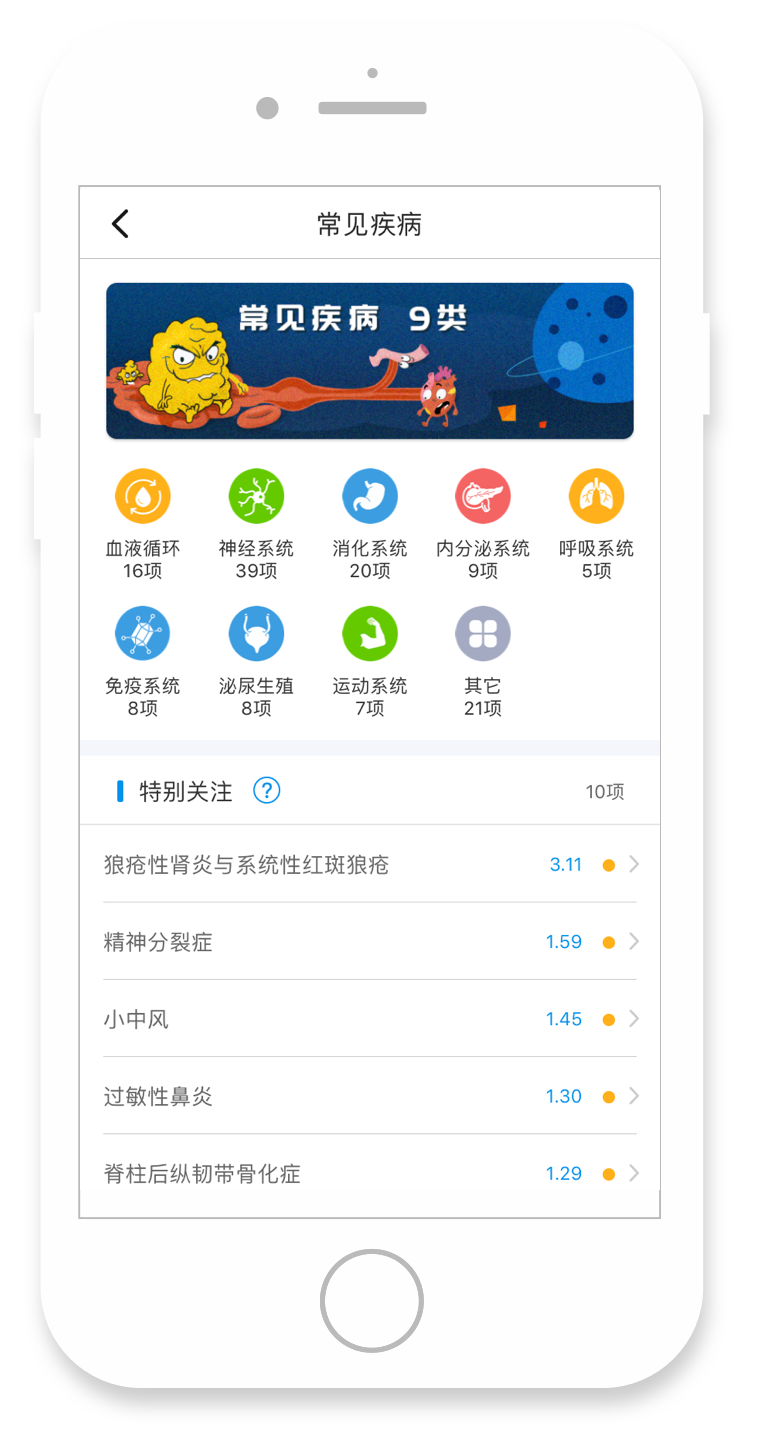 常见疾病
常见疾病 9类
血液循环 神经系统 消化系统 内分泌系统 呼吸系统
16项 39项 20项 9项 5项
免疫系统 泌尿生殖 运动系统 其它
8项 8项 7项 21项
特别关注 ? 10项
狼疮性肾炎与系统性红斑狼疮 3.11
精神分裂症 1.59
小中风 1.45
过敏性鼻炎 1.30
脊柱后纵韧带骨化症 1.29